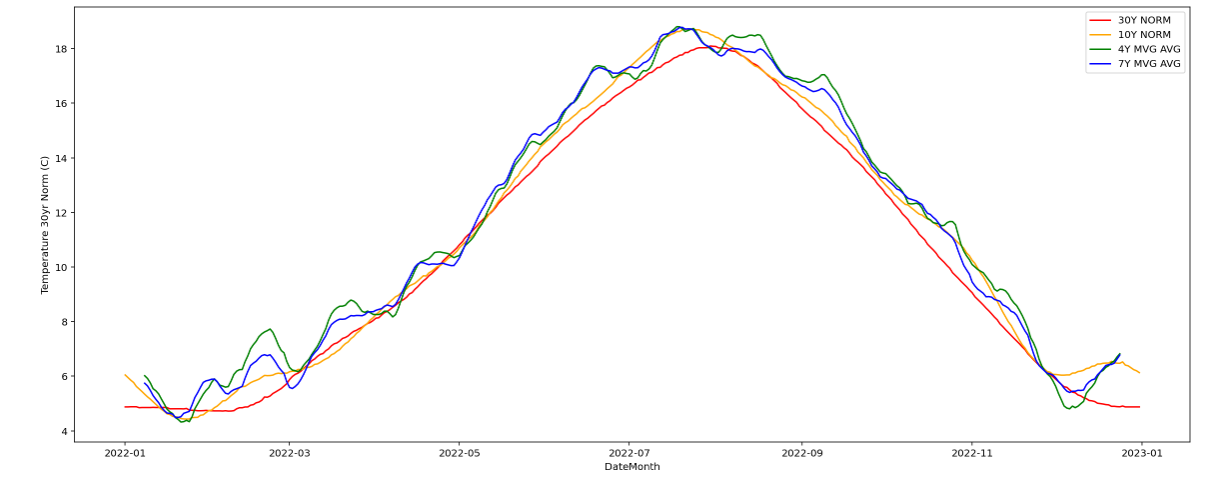 30Y NORM
10Y NORM
4Y MVG AVG
7Y MVG AVG
Temperature 30yr Norm (C)
18
16
14
12
10
8
6
4
2022-01
2022-03
2022-05
2022-07
2022-09
2022-11
2023-01
DateMonth